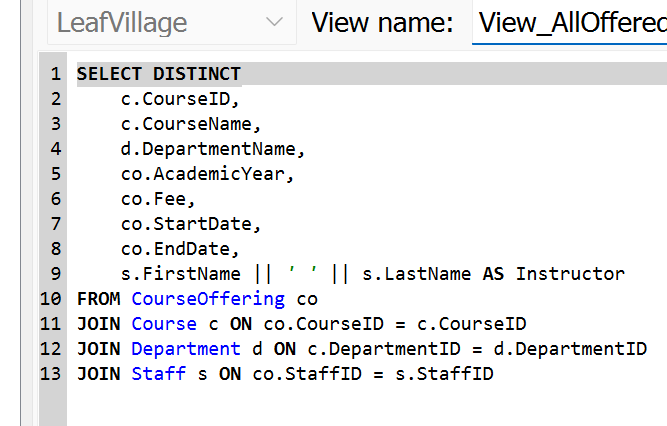 LeafVillage View name: View_AllOffered
1 SELECT DISTINCT
2 c.CourseID,
3 c.CourseName,
4 d.DepartmentName,
5 co.AcademicYear,
6 co.Fee,
7 co.StartDate,
8 co.EndDate,
9 s.FirstName || ' ' || s.LastName AS Instructor
10 FROM CourseOffering co
11 JOIN Course c ON co.CourseID = c.CourseID
12 JOIN Department d ON c.DepartmentID = d.DepartmentID
13 JOIN Staff s ON co.StaffID = s.StaffID